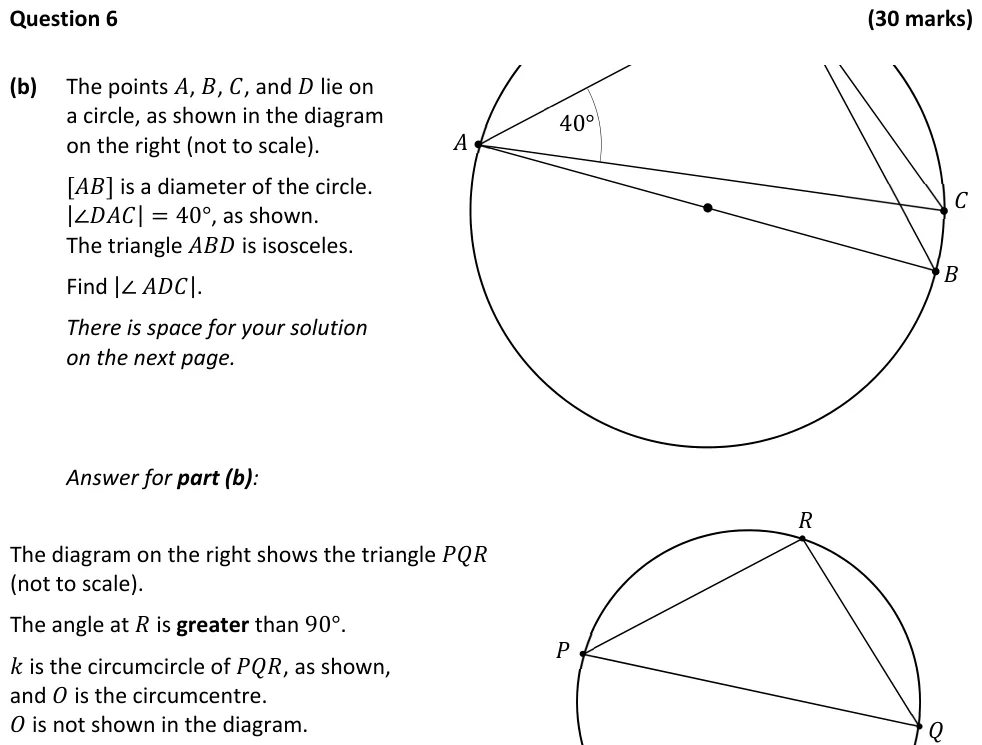 Question 6 (30 marks)
(b) The points A, B, C, and D lie on
a circle, as shown in the diagram
on the right (not to scale).
[AB] is a diameter of the circle.
|∠DAC| = 40°, as shown.
The triangle ABD is isosceles.
Find |∠ ADC|.
There is space for your solution
on the next page.
40°
A
C
B
Answer for part (b):
The diagram on the right shows the triangle PQR
(not to scale).
The angle at R is greater than 90°.
k is the circumcircle of PQR, as shown,
and O is the circumcentre.
O is not shown in the diagram.
R
P
Q